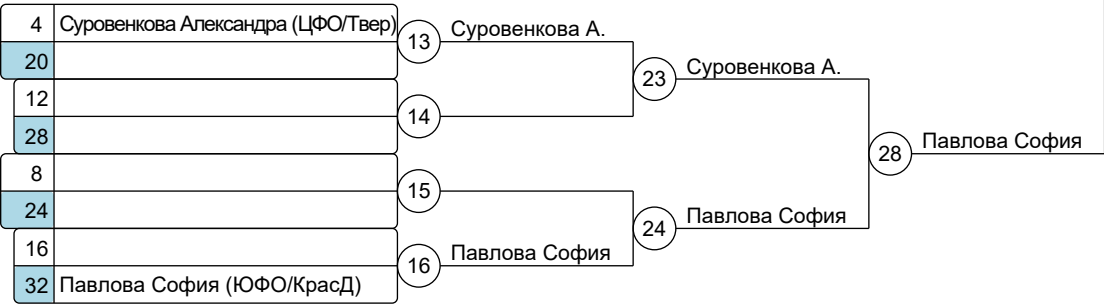 4 Суровенкова Александра (ЦФО/Твер)
13 Суровенкова А.
20
23 Суровенкова А.
12
14
28
28 Павлова София
8
15
24
24 Павлова София
16
16 Павлова София
32 Павлова София (ЮФО/КрасД)